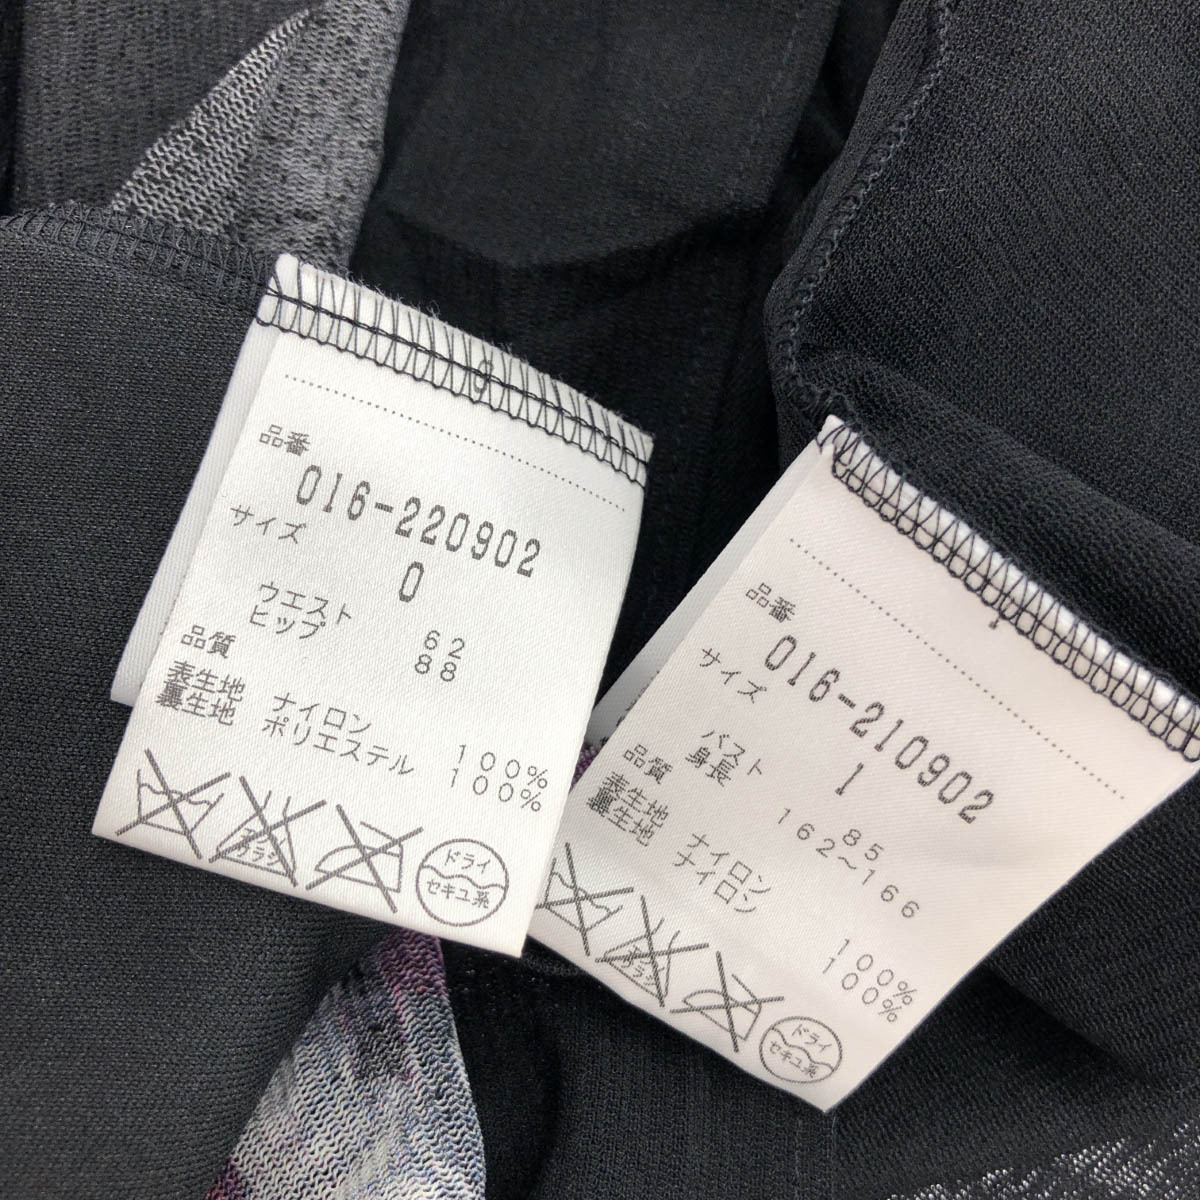 品番
016-220902
サイズ
0
ウエスト 62
ヒップ 88
品質
表生地 ナイロン 100%
裏生地 ポリエステル 100%
エンソ
カラシ
ドライ
セキユ系
品番
016-210902
サイズ
1
バスト 85
身長 162~166
品質
表生地 ナイロン 100%
裏生地 ナイロン 100%
ドライ
セキユ系